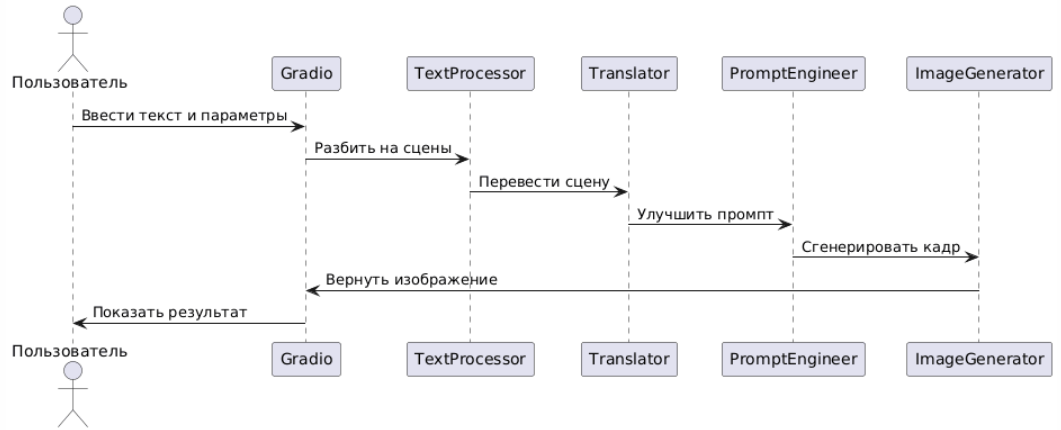 Пользователь
Gradio
TextProcessor
Translator
PromptEngineer
ImageGenerator
Ввести текст и параметры
Разбить на сцены
Перевести сцену
Улучшить промпт
Сгенерировать кадр
Вернуть изображение
Показать результат
Пользователь
Gradio
TextProcessor
Translator
PromptEngineer
ImageGenerator